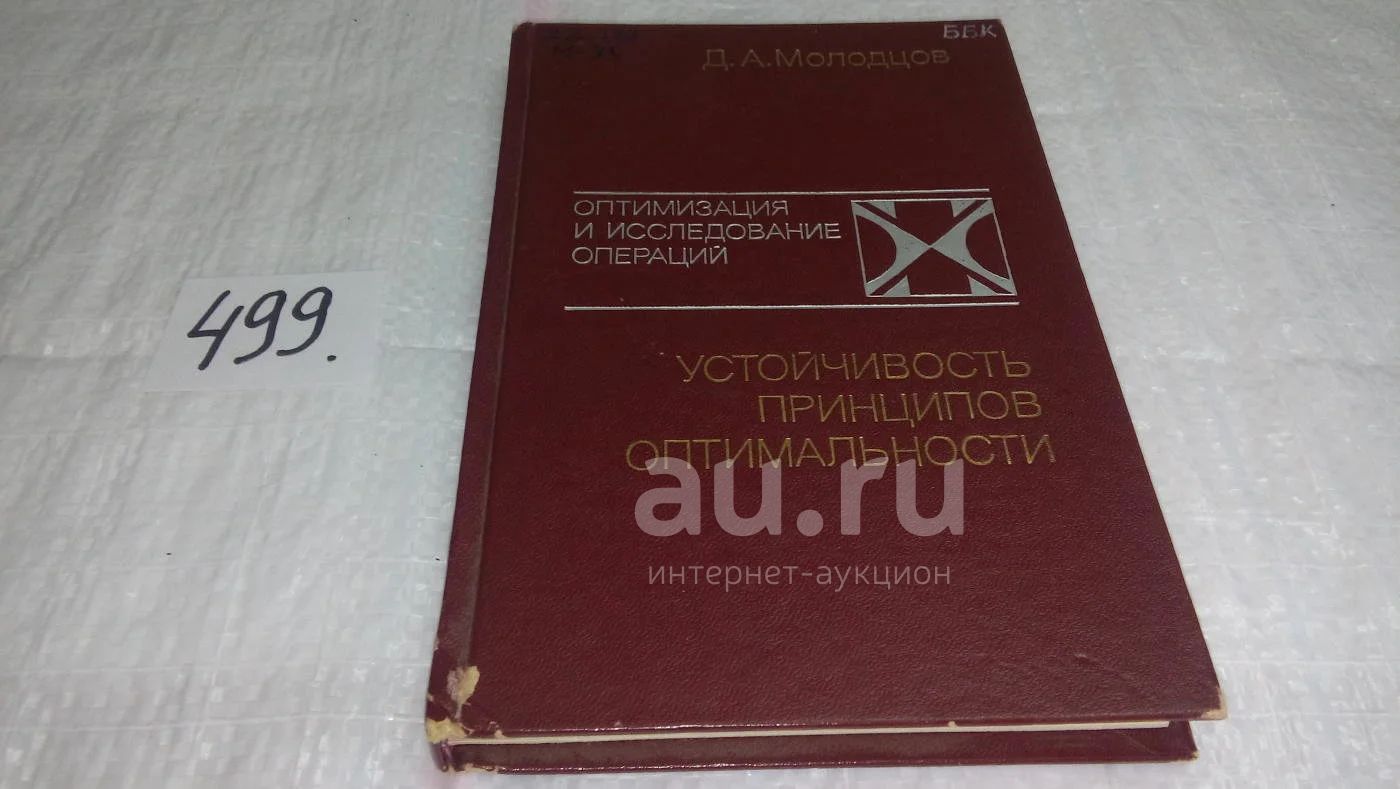 ББК
Д.А.Молодцов
ОПТИМИЗАЦИЯ
И ИССЛЕДОВАНИЕ
ОПЕРАЦИЙ
499.
УСТОЙЧИВОСТЬ
ПРИНЦИПОВ
ОПТИМАЛЬНОСТИ
au.ru
интернет-аукцион